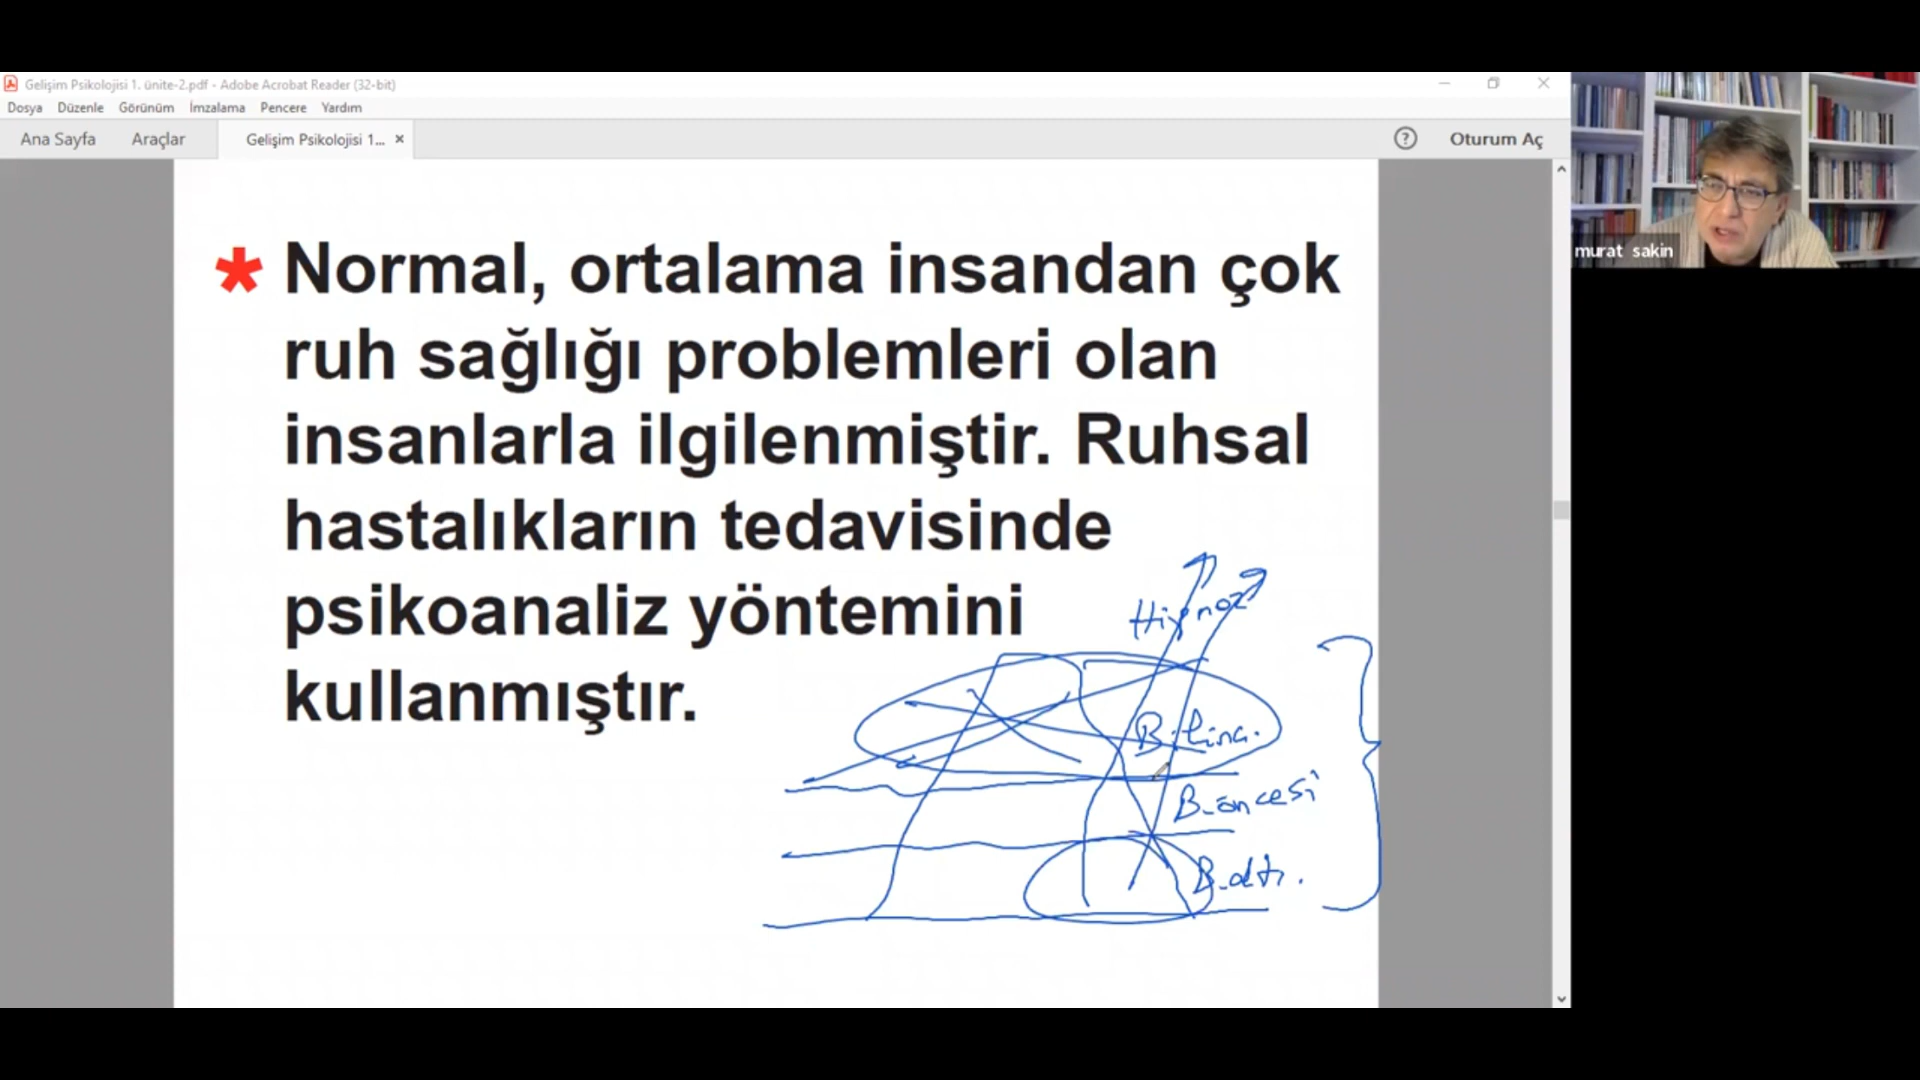 Gelişim Psikolojisi 1. ünite-2.pdf - Adobe Acrobat Reader (32-bit)
Dosya Düzenle Görünüm İmzalama Pencere Yardım
Ana Sayfa Araçlar Gelişim Psikolojisi 1... × ? Oturum Aç
murat sakin
* Normal, ortalama insandan çok
ruh sağlığı problemleri olan
insanlarla ilgilenmiştir. Ruhsal
hastalıkların tedavisinde
psikoanaliz yöntemini
kullanmıştır.
Hipnoz
B-öncesi
B-altı.